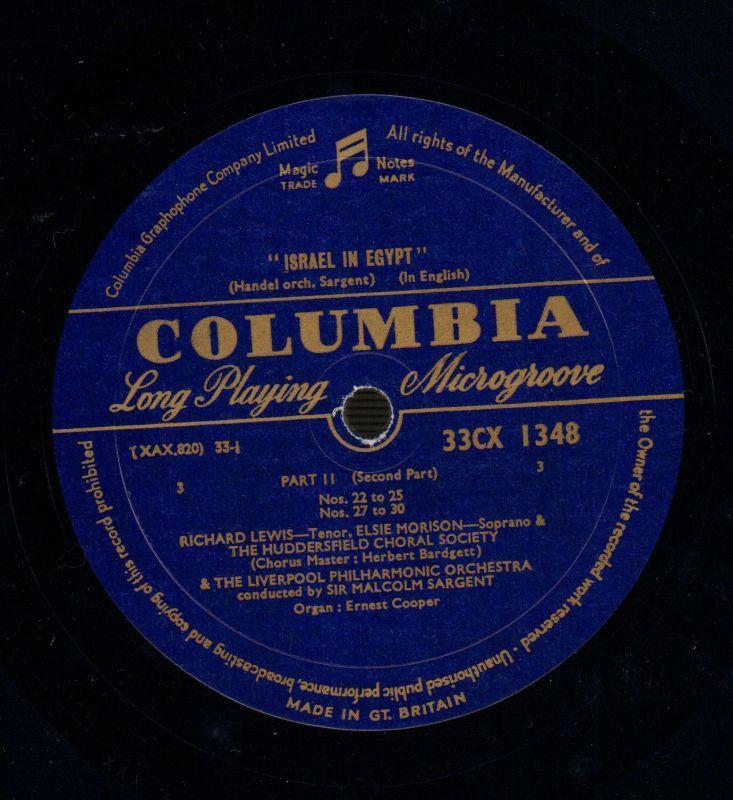 Columbia Graphophone Company Limited
All rights of the Manufacturer and of
the Owner of the recorded work reserved · Unauthorised public performance, broadcasting and copying of this record prohibited
Magic Notes
TRADE MARK
"ISRAEL IN EGYPT"
(Handel orch. Sargent) (In English)
COLUMBIA
Long Playing Microgroove
(XAX.820) 33-⅓
33CX 1348
3
PART II (Second Part)
3
Nos. 22 to 25
Nos. 27 to 30
RICHARD LEWIS—Tenor, ELSIE MORISON—Soprano &
THE HUDDERSFIELD CHORAL SOCIETY
(Chorus Master : Herbert Bardgett)
& THE LIVERPOOL PHILHARMONIC ORCHESTRA
conducted by SIR MALCOLM SARGENT
Organ : Ernest Cooper
MADE IN GT. BRITAIN